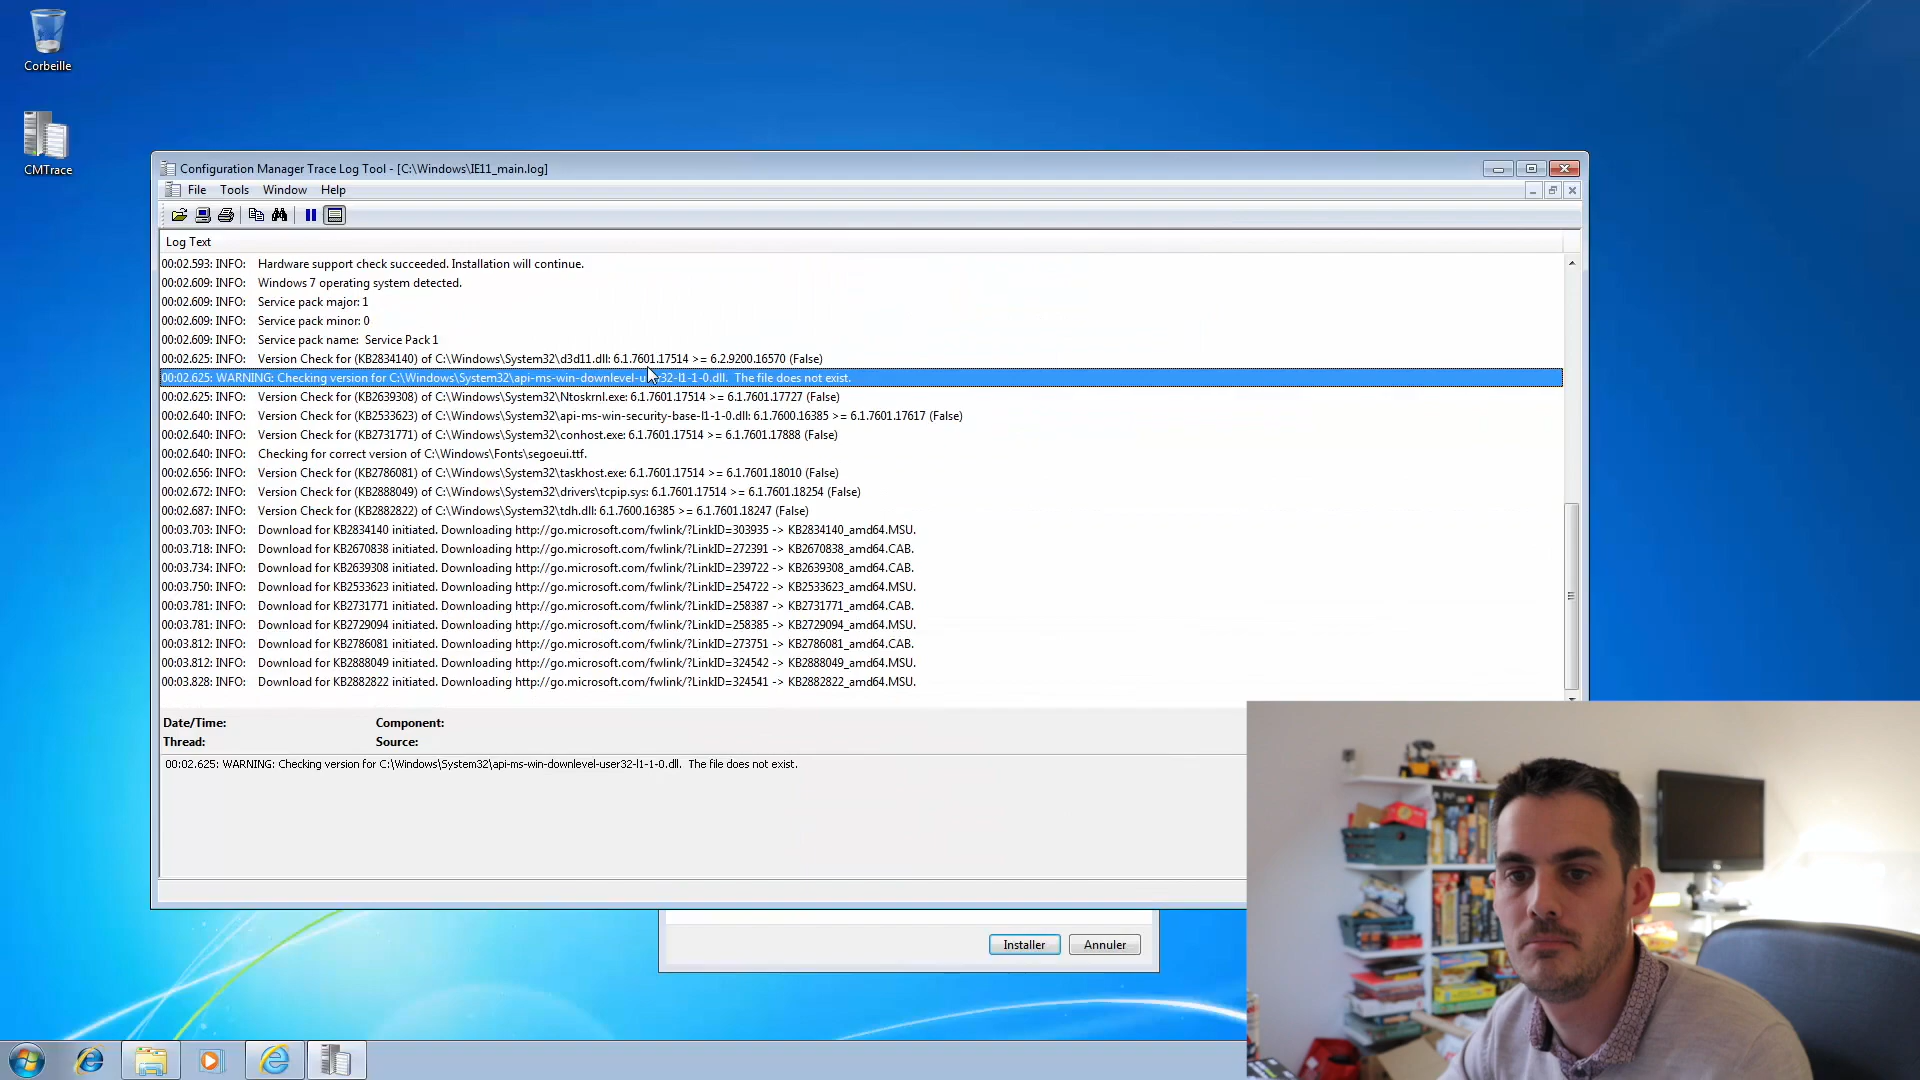 Corbeille
CMTrace
Configuration Manager Trace Log Tool - [C:\Windows\IE11_main.log]
File Tools Window Help
Log Text
00:02.593: INFO: Hardware support check succeeded. Installation will continue.
00:02.609: INFO: Windows 7 operating system detected.
00:02.609: INFO: Service pack major: 1
00:02.609: INFO: Service pack minor: 0
00:02.609: INFO: Service pack name: Service Pack 1
00:02.625: INFO: Version Check for (KB2834140) of C:\Windows\System32\d3d11.dll: 6.1.7601.17514 >= 6.2.9200.16570 (False)
00:02.625: WARNING: Checking version for C:\Windows\System32\api-ms-win-downlevel-user32-l1-1-0.dll. The file does not exist.
00:02.625: INFO: Version Check for (KB2639308) of C:\Windows\System32\Ntoskrnl.exe: 6.1.7601.17514 >= 6.1.7601.17727 (False)
00:02.640: INFO: Version Check for (KB2533623) of C:\Windows\System32\api-ms-win-security-base-l1-1-0.dll: 6.1.7600.16385 >= 6.1.7601.17617 (False)
00:02.640: INFO: Version Check for (KB2731771) of C:\Windows\System32\conhost.exe: 6.1.7601.17514 >= 6.1.7601.17888 (False)
00:02.640: INFO: Checking for correct version of C:\Windows\Fonts\segoeui.ttf.
00:02.656: INFO: Version Check for (KB2786081) of C:\Windows\System32\taskhost.exe: 6.1.7601.17514 >= 6.1.7601.18010 (False)
00:02.672: INFO: Version Check for (KB2888049) of C:\Windows\System32\drivers\tcpip.sys: 6.1.7601.17514 >= 6.1.7601.18254 (False)
00:02.687: INFO: Version Check for (KB2882822) of C:\Windows\System32\tdh.dll: 6.1.7600.16385 >= 6.1.7601.18247 (False)
00:03.703: INFO: Download for KB2834140 initiated. Downloading http://go.microsoft.com/fwlink/?LinkID=303935 -> KB2834140_amd64.MSU.
00:03.718: INFO: Download for KB2670838 initiated. Downloading http://go.microsoft.com/fwlink/?LinkID=272391 -> KB2670838_amd64.CAB.
00:03.734: INFO: Download for KB2639308 initiated. Downloading http://go.microsoft.com/fwlink/?LinkID=239722 -> KB2639308_amd64.CAB.
00:03.750: INFO: Download for KB2533623 initiated. Downloading http://go.microsoft.com/fwlink/?LinkID=254722 -> KB2533623_amd64.MSU.
00:03.781: INFO: Download for KB2731771 initiated. Downloading http://go.microsoft.com/fwlink/?LinkID=258387 -> KB2731771_amd64.CAB.
00:03.781: INFO: Download for KB2729094 initiated. Downloading http://go.microsoft.com/fwlink/?LinkID=258385 -> KB2729094_amd64.MSU.
00:03.812: INFO: Download for KB2786081 initiated. Downloading http://go.microsoft.com/fwlink/?LinkID=273751 -> KB2786081_amd64.CAB.
00:03.812: INFO: Download for KB2888049 initiated. Downloading http://go.microsoft.com/fwlink/?LinkID=324542 -> KB2888049_amd64.MSU.
00:03.828: INFO: Download for KB2882822 initiated. Downloading http://go.microsoft.com/fwlink/?LinkID=324541 -> KB2882822_amd64.MSU.
Date/Time: Component:
Thread: Source:
00:02.625: WARNING: Checking version for C:\Windows\System32\api-ms-win-downlevel-user32-l1-1-0.dll. The file does not exist.
Installer Annuler